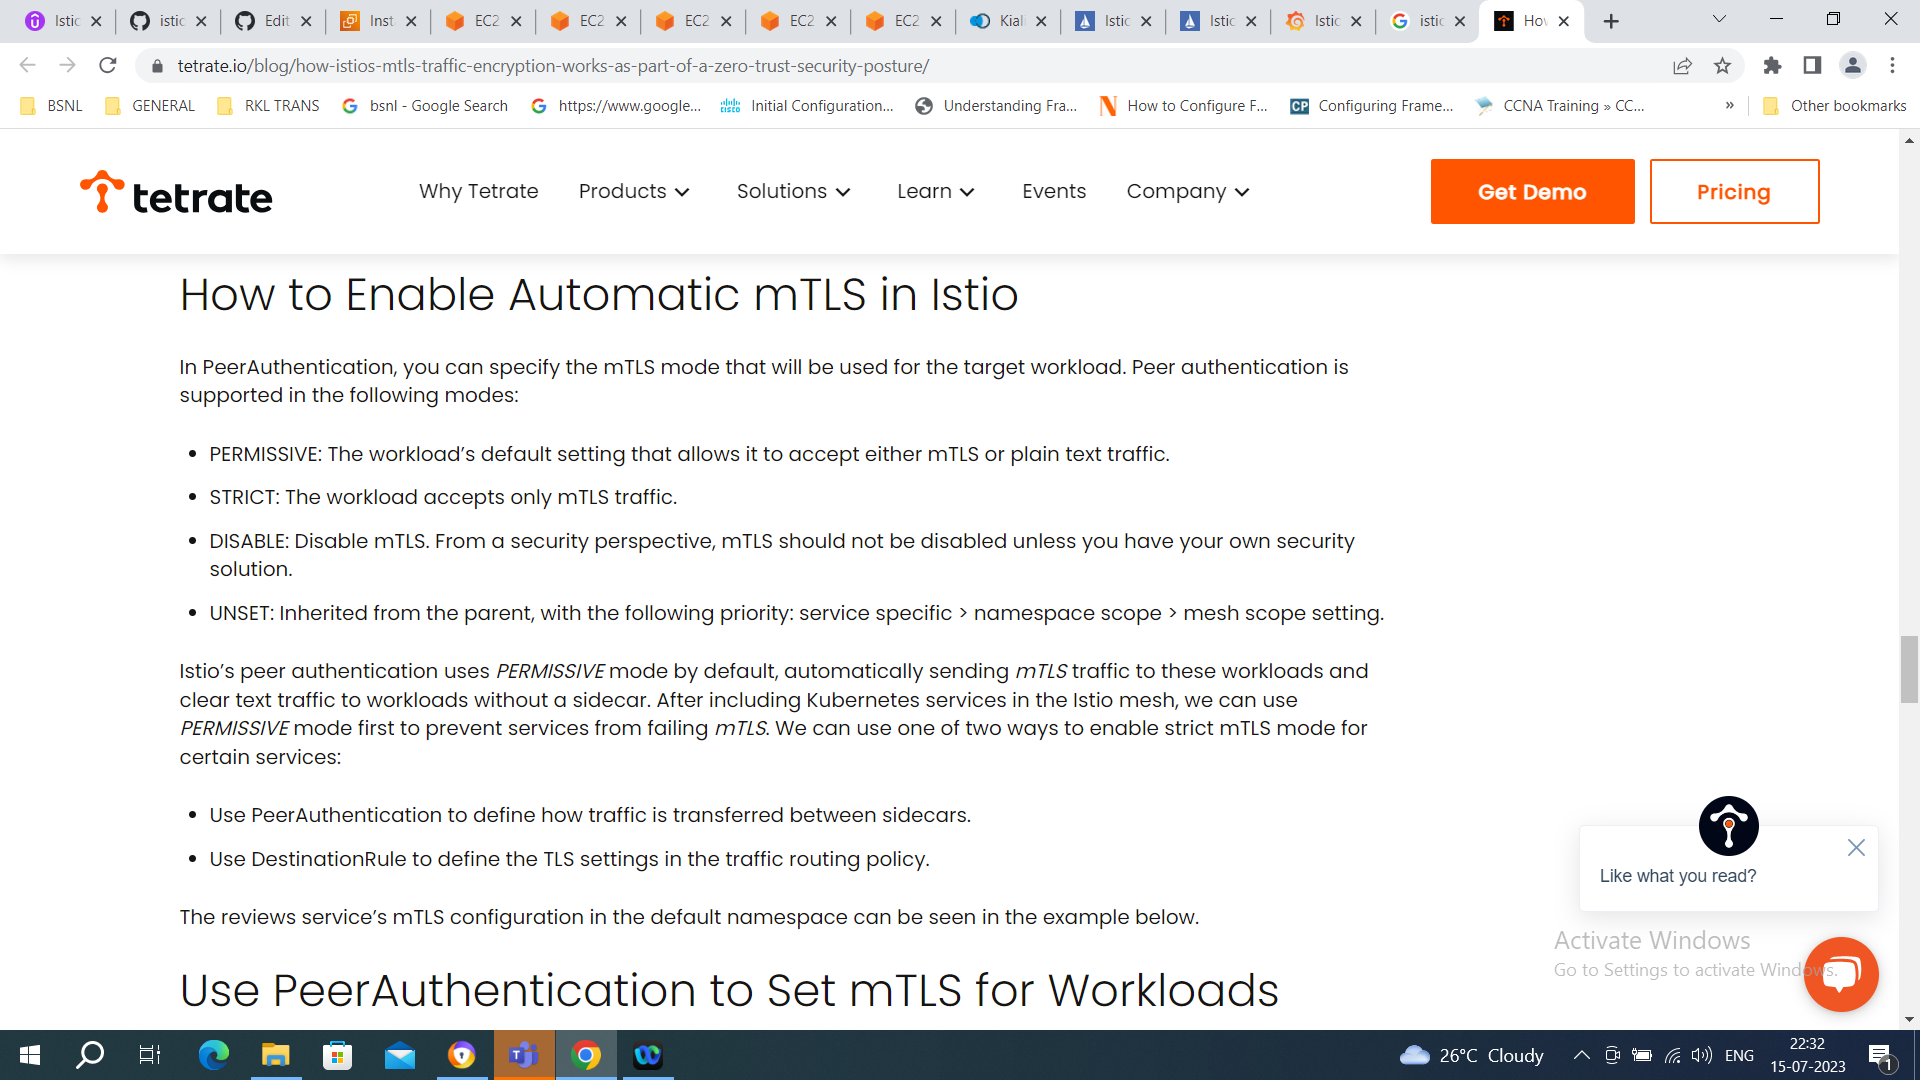 Istic
istic
Edit
Inst
EC2
EC2
EC2
EC2
EC2
Kiali
Istic
Istic
Istic
istic
How
tetrate.io/blog/how-istios-mtls-traffic-encryption-works-as-part-of-a-zero-trust-security-posture/
BSNL
GENERAL
RKL TRANS
bsnl - Google Search
https://www.google...
Initial Configuration...
Understanding Fra...
How to Configure F...
CP Configuring Frame...
CCNA Training » CC...
»
Other bookmarks
tetrate
Why Tetrate
Products
Solutions
Learn
Events
Company
Get Demo
Pricing
How to Enable Automatic mTLS in Istio
In PeerAuthentication, you can specify the mTLS mode that will be used for the target workload. Peer authentication is
supported in the following modes:
• PERMISSIVE: The workload’s default setting that allows it to accept either mTLS or plain text traffic.
• STRICT: The workload accepts only mTLS traffic.
• DISABLE: Disable mTLS. From a security perspective, mTLS should not be disabled unless you have your own security
solution.
• UNSET: Inherited from the parent, with the following priority: service specific > namespace scope > mesh scope setting.
Istio’s peer authentication uses PERMISSIVE mode by default, automatically sending mTLS traffic to these workloads and
clear text traffic to workloads without a sidecar. After including Kubernetes services in the Istio mesh, we can use
PERMISSIVE mode first to prevent services from failing mTLS. We can use one of two ways to enable strict mTLS mode for
certain services:
• Use PeerAuthentication to define how traffic is transferred between sidecars.
• Use DestinationRule to define the TLS settings in the traffic routing policy.
The reviews service’s mTLS configuration in the default namespace can be seen in the example below.
Use PeerAuthentication to Set mTLS for Workloads
Like what you read?
Activate Windows
Go to Settings to activate Windows.
26°C Cloudy
ENG
22:32
15-07-2023
1